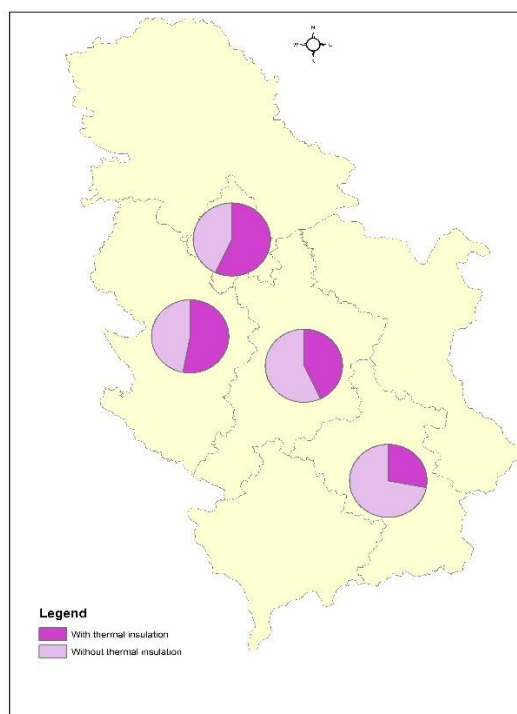 N
W
S
Legend
With thermal insulation
Without thermal insulation